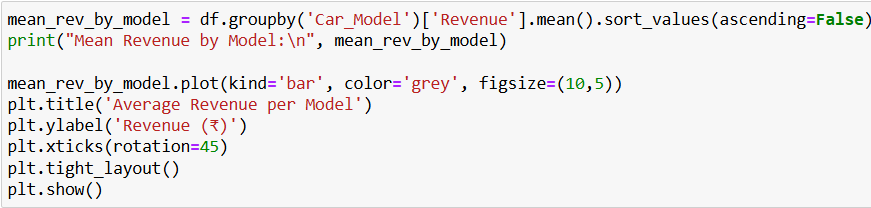 mean_rev_by_model = df.groupby('Car_Model')['Revenue'].mean().sort_values(ascending=False)
print("Mean Revenue by Model:\n", mean_rev_by_model)
mean_rev_by_model.plot(kind='bar', color='grey', figsize=(10,5))
plt.title('Average Revenue per Model')
plt.ylabel('Revenue (₹)')
plt.xticks(rotation=45)
plt.tight_layout()
plt.show()